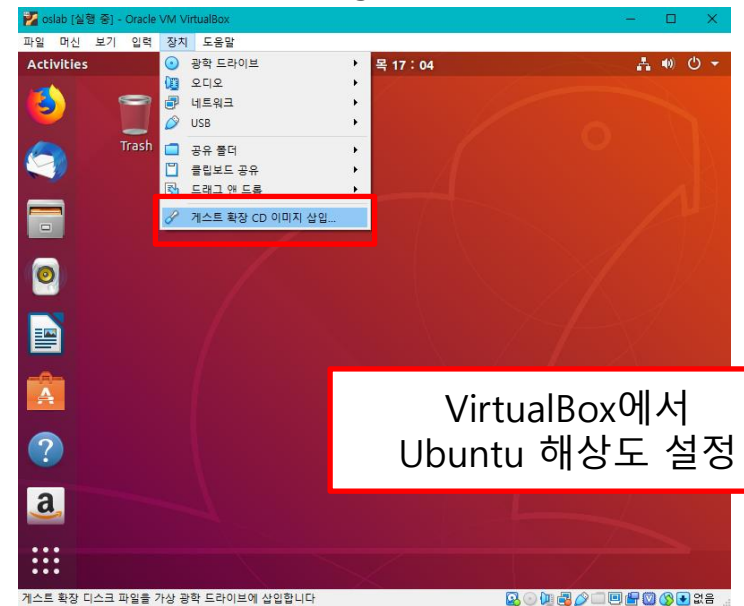 oslab [실행 중] - Oracle VM VirtualBox
파일 머신 보기 입력 장치 도움말
Activities
목 17 : 04
광학 드라이브
오디오
네트워크
USB
공유 폴더
클립보드 공유
드래그 앤 드롭
게스트 확장 CD 이미지 삽입...
Trash
A
?
a
VirtualBox에서
Ubuntu 해상도 설정
게스트 확장 디스크 파일을 가상 광학 드라이브에 삽입합니다
없음